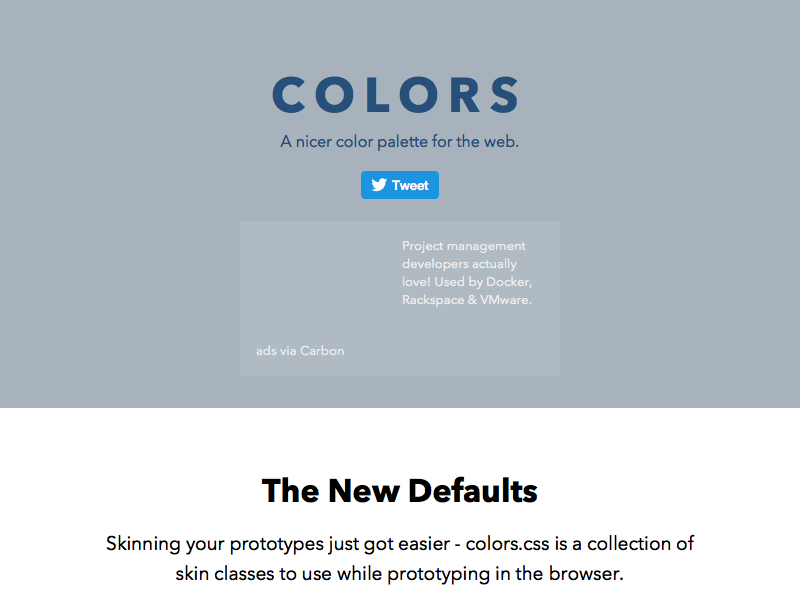 COLORS
A nicer color palette for the web.
Tweet
Project management
developers actually
love! Used by Docker,
Rackspace & VMware.
ads via Carbon
The New Defaults
Skinning your prototypes just got easier - colors.css is a collection of
skin classes to use while prototyping in the browser.